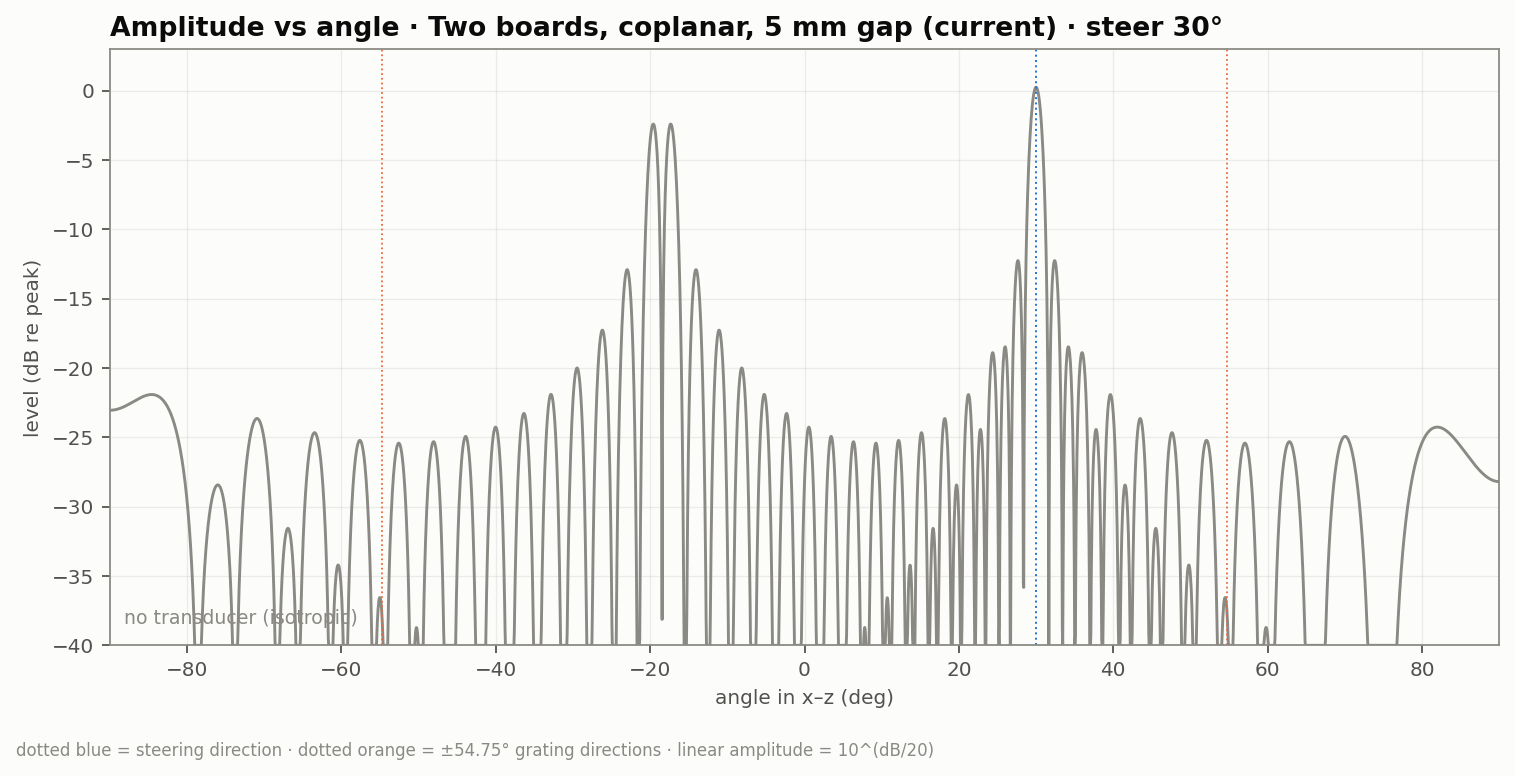 Amplitude vs angle · Two boards, coplanar, 5 mm gap (current) · steer 30°
0
−5
−10
−15
−20
−25
−30
−35
−40
level (dB re peak)
no transducer (isotropic)
−80 −60 −40 −20 0 20 40 60 80
angle in x–z (deg)
dotted blue = steering direction · dotted orange = ±54.75° grating directions · linear amplitude = 10^(dB/20)